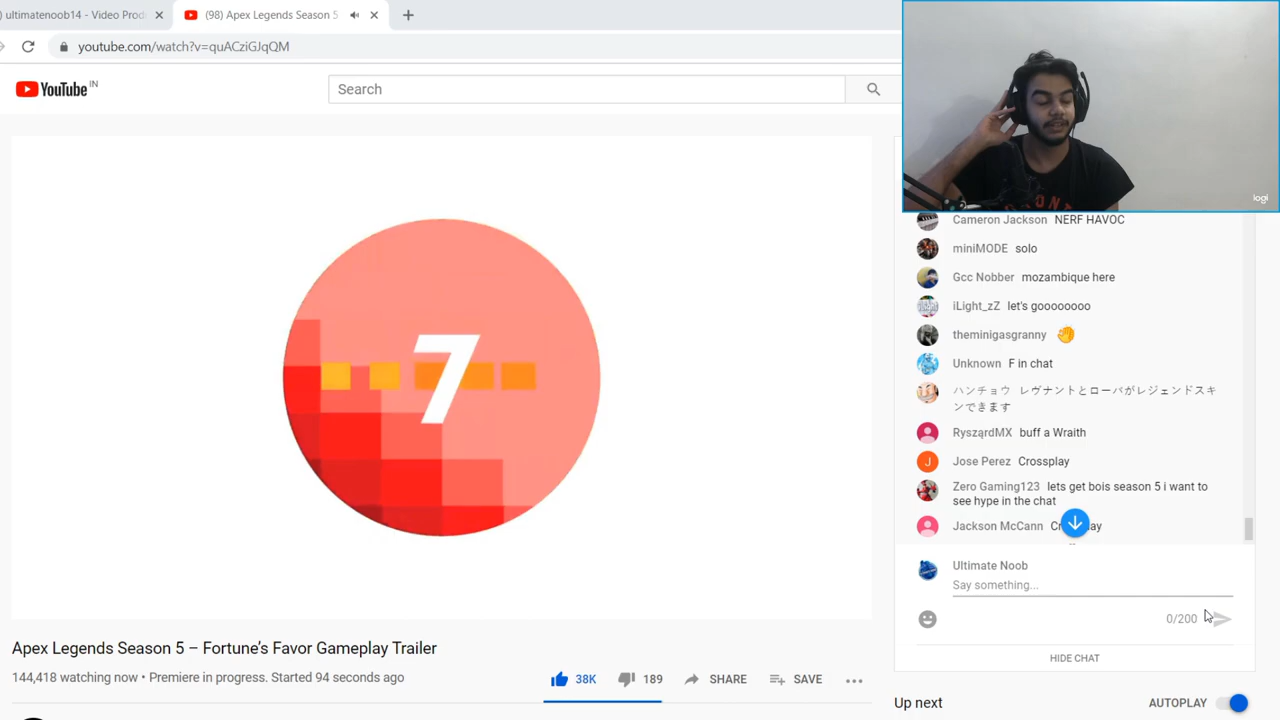 ultimatenoob14 - Video Prod
(98) Apex Legends Season 5
youtube.com/watch?v=quACziGJqQM
YouTube IN
Search
logi
7
Cameron Jackson NERF HAVOC
miniMODE solo
Gcc Nobber mozambique here
iLight_zZ let's goooooooo
theminigasgranny
Unknown F in chat
ハンチョウ レヴナントとローバがレジェンドスキ
ンできます
RysząrdMX buff a Wraith
J
Jose Perez Crossplay
Zero Gaming123 lets get bois season 5 i want to
see hype in the chat
Jackson McCann
Ultimate Noob
Say something...
0/200
HIDE CHAT
Apex Legends Season 5 – Fortune's Favor Gameplay Trailer
144,418 watching now • Premiere in progress. Started 94 seconds ago
38K 189 SHARE SAVE
Up next AUTOPLAY